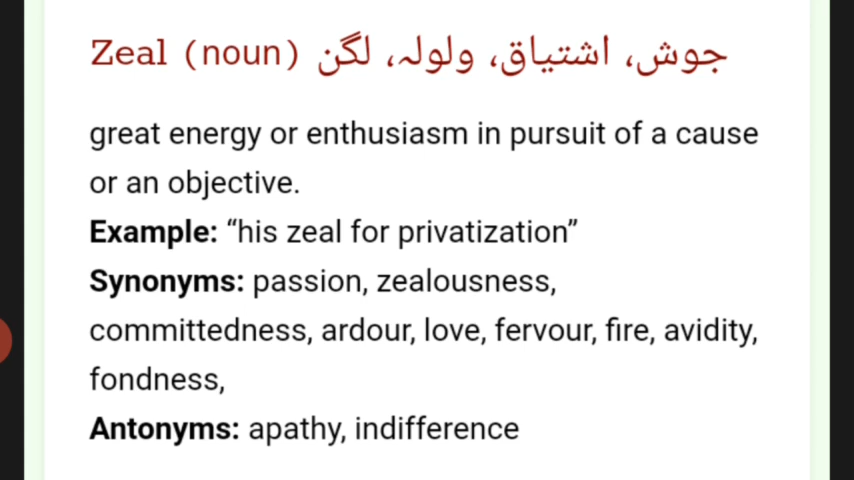 Zeal (noun) جوش، اشتیاق، ولولہ، لگن
great energy or enthusiasm in pursuit of a cause
or an objective.
Example: “his zeal for privatization”
Synonyms: passion, zealousness,
committedness, ardour, love, fervour, fire, avidity,
fondness,
Antonyms: apathy, indifference